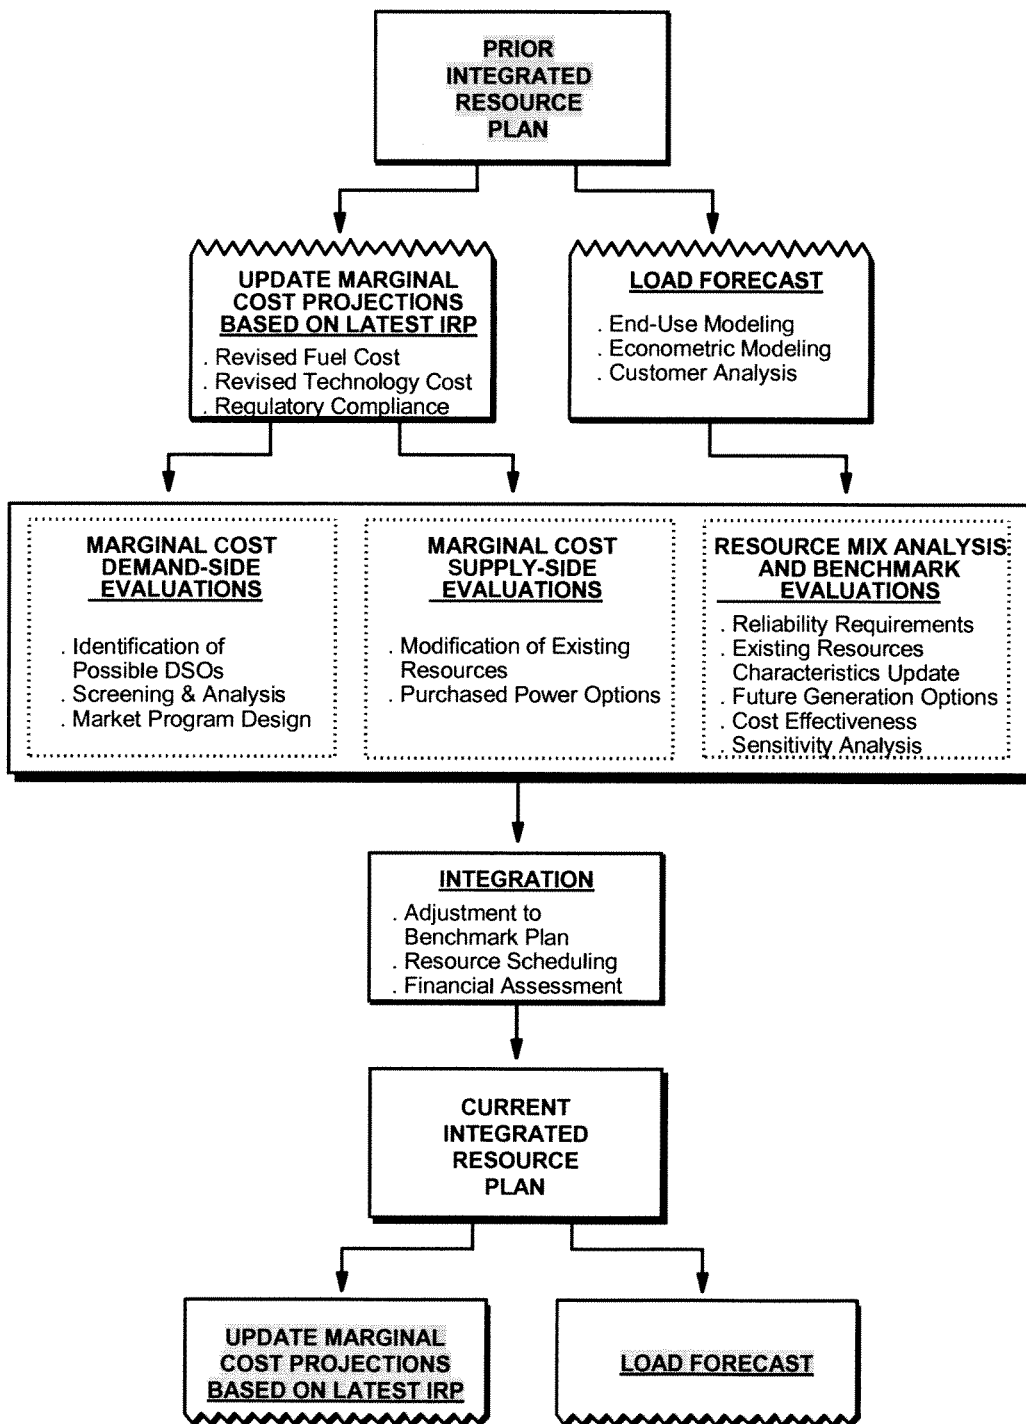 PRIOR
INTEGRATED
RESOURCE
PLAN
UPDATE MARGINAL
COST PROJECTIONS
BASED ON LATEST IRP
. Revised Fuel Cost
. Revised Technology Cost
. Regulatory Compliance
LOAD FORECAST
. End-Use Modeling
. Econometric Modeling
. Customer Analysis
MARGINAL COST
DEMAND-SIDE
EVALUATIONS
. Identification of
Possible DSOs
. Screening & Analysis
. Market Program Design
MARGINAL COST
SUPPLY-SIDE
EVALUATIONS
. Modification of Existing
Resources
. Purchased Power Options
RESOURCE MIX ANALYSIS
AND BENCHMARK
EVALUATIONS
. Reliability Requirements
. Existing Resources
Characteristics Update
. Future Generation Options
. Cost Effectiveness
. Sensitivity Analysis
INTEGRATION
. Adjustment to
Benchmark Plan
. Resource Scheduling
. Financial Assessment
CURRENT
INTEGRATED
RESOURCE
PLAN
UPDATE MARGINAL
COST PROJECTIONS
BASED ON LATEST IRP
LOAD FORECAST